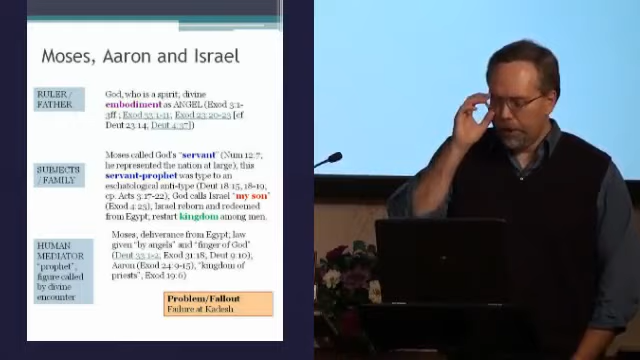 Moses, Aaron and Israel
RULER /
FATHER
God, who is a spirit; divine
embodiment as ANGEL (Exod 3:1-
3ff ; Exod 33:1-11, Exod 23:20-23 [cf
Deut 23:14, Deut 4:37])
SUBJECTS
/ FAMILY
Moses called God's "servant" (Num 12:7,
he represented the nation at large), this
servant-prophet was type to an
eschatological anti-type (Deut 18:15, 18-19,
cp. Acts 3:17-22); God calls Israel "my son"
(Exod 4:23), Israel reborn and redeemed
from Egypt; restart kingdom among men.
HUMAN
MEDIATOR
"prophet",
figure called
by divine
encounter
Moses; deliverance from Egypt; law
given "by angels" and "finger of God"
(Deut 33:1-2, Exod 31:18, Deut 9:10),
Aaron (Exod 24:9-15), "kingdom of
priests", Exod 19:6)
Problem/Fallout
Failure at Kadesh